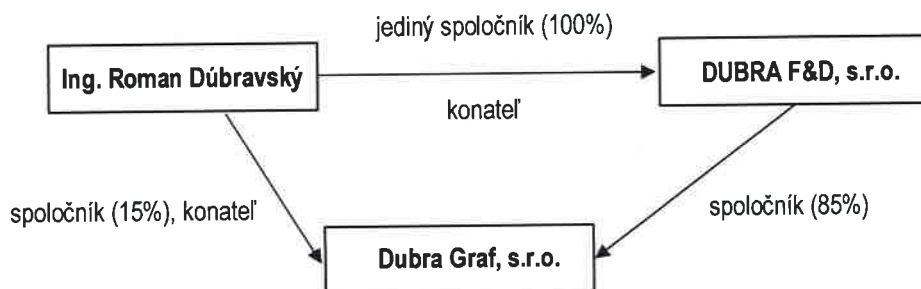 jediný spoločník (100%)
Ing. Roman Dúbravský
DUBRA F&D, s.r.o.
konateľ
spoločník (15%), konateľ
spoločník (85%)
Dubra Graf, s.r.o.